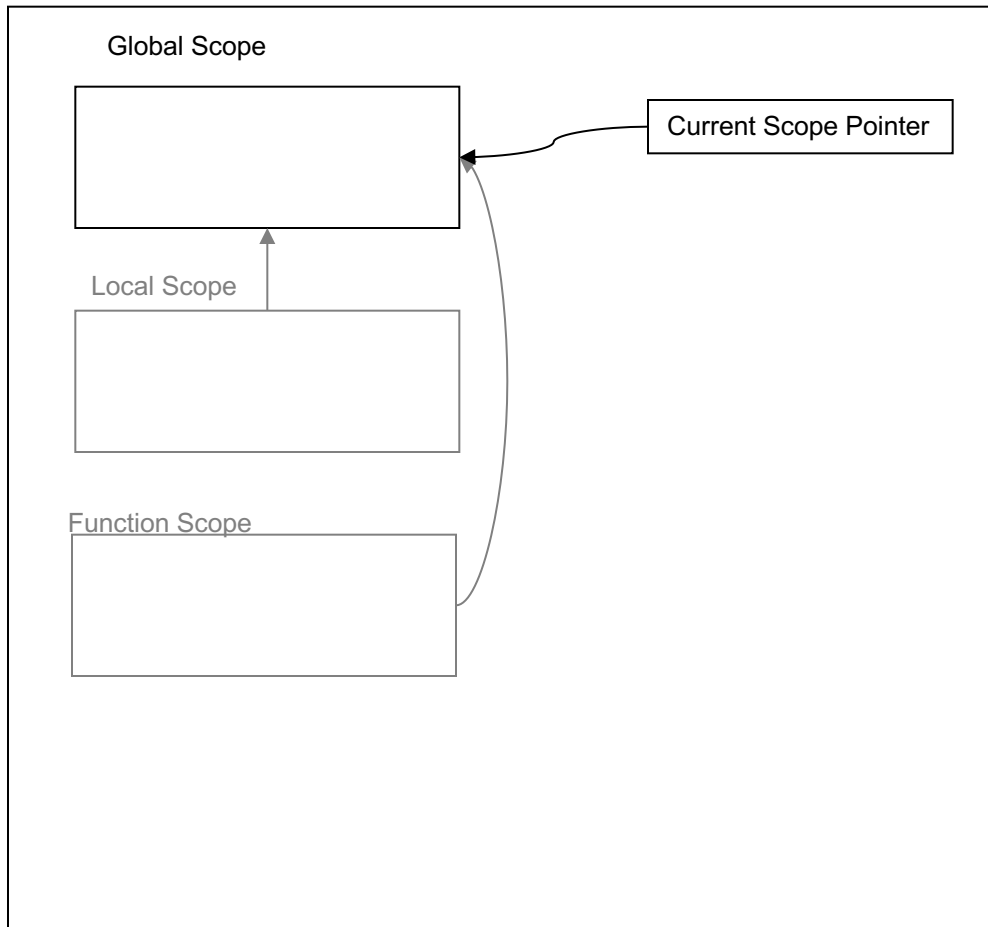 Global Scope
Current Scope Pointer
Local Scope
Function Scope